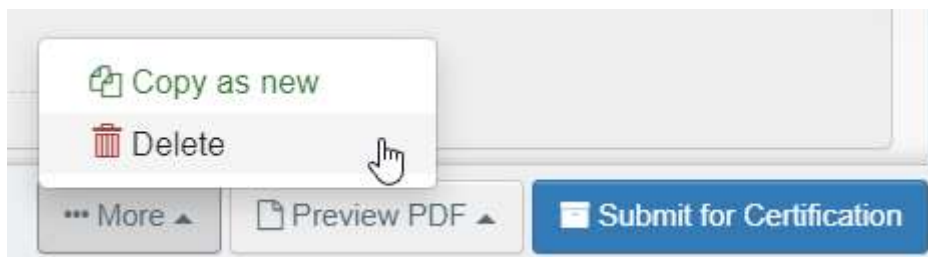 Copy as new
Delete
More
Preview PDF
Submit for Certification